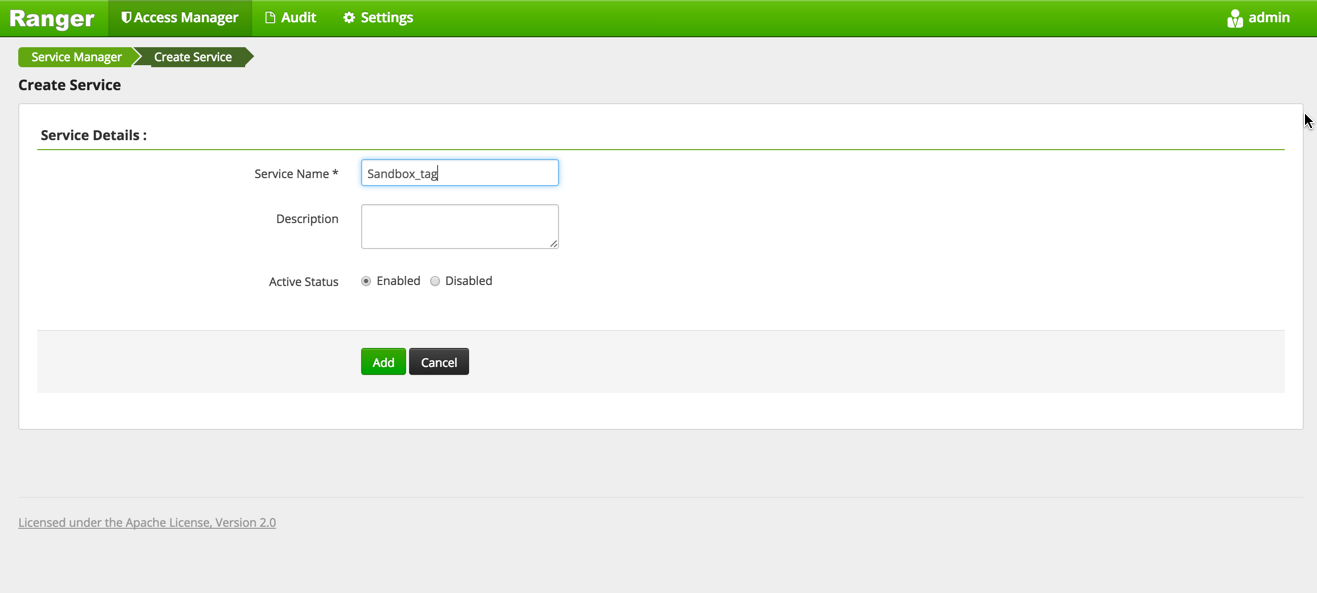 Ranger Access Manager Audit Settings admin
Service Manager Create Service
Create Service
Service Details :
Service Name * Sandbox_tag
Description
Active Status Enabled Disabled
Add Cancel
Licensed under the Apache License, Version 2.0